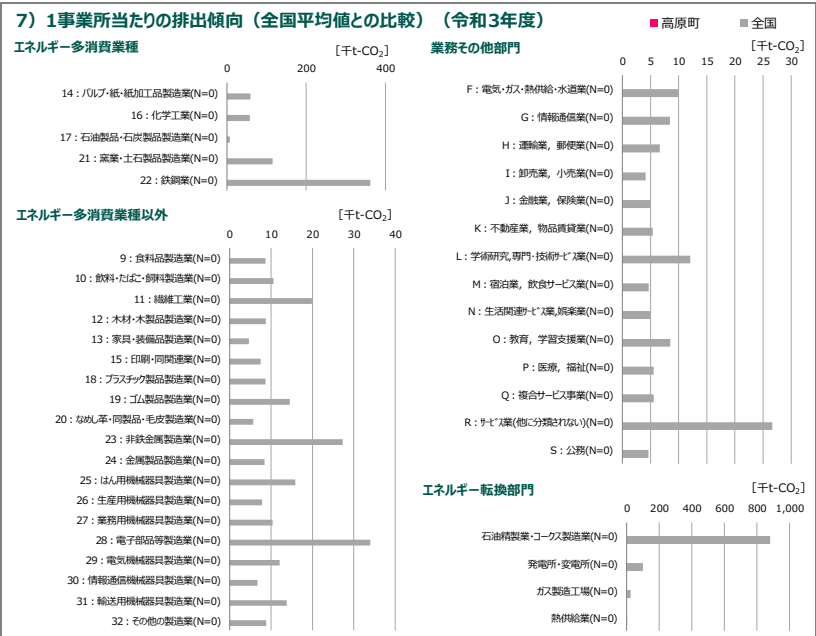 7）1事業所当たりの排出傾向（全国平均値との比較）（令和3年度）
■高原町 ■全国
エネルギー多消費業種
[千t-CO₂]
0 200 400
14：パルプ・紙・紙加工品製造業(N=0)
16：化学工業(N=0)
17：石油製品・石炭製品製造業(N=0)
21：窯業・土石製品製造業(N=0)
22：鉄鋼業(N=0)
エネルギー多消費業種以外
[千t-CO₂]
0 10 20 30 40
9：食料品製造業(N=0)
10：飲料・たばこ・飼料製造業(N=0)
11：繊維工業(N=0)
12：木材・木製品製造業(N=0)
13：家具・装備品製造業(N=0)
15：印刷・同関連業(N=0)
18：プラスチック製品製造業(N=0)
19：ゴム製品製造業(N=0)
20：なめし革・同製品・毛皮製造業(N=0)
23：非鉄金属製造業(N=0)
24：金属製品製造業(N=0)
25：はん用機械器具製造業(N=0)
26：生産用機械器具製造業(N=0)
27：業務用機械器具製造業(N=0)
28：電子部品等製造業(N=0)
29：電気機械器具製造業(N=0)
30：情報通信機械器具製造業(N=0)
31：輸送用機械器具製造業(N=0)
32：その他の製造業(N=0)
業務その他部門
[千t-CO₂]
0 5 10 15 20 25 30
F：電気・ガス・熱供給・水道業(N=0)
G：情報通信業(N=0)
H：運輸業，郵便業(N=0)
I：卸売業，小売業(N=0)
J：金融業，保険業(N=0)
K：不動産業，物品賃貸業(N=0)
L：学術研究,専門・技術ｻｰﾋﾞｽ業(N=0)
M：宿泊業，飲食サービス業(N=0)
N：生活関連ｻｰﾋﾞｽ業,娯楽業(N=0)
O：教育，学習支援業(N=0)
P：医療，福祉(N=0)
Q：複合サービス事業(N=0)
R：ｻｰﾋﾞｽ業(他に分類されない)(N=0)
S：公務(N=0)
エネルギー転換部門
[千t-CO₂]
0 200 400 600 800 1,000
石油精製業・コークス製造業(N=0)
発電所・変電所(N=0)
ガス製造工場(N=0)
熱供給業(N=0)